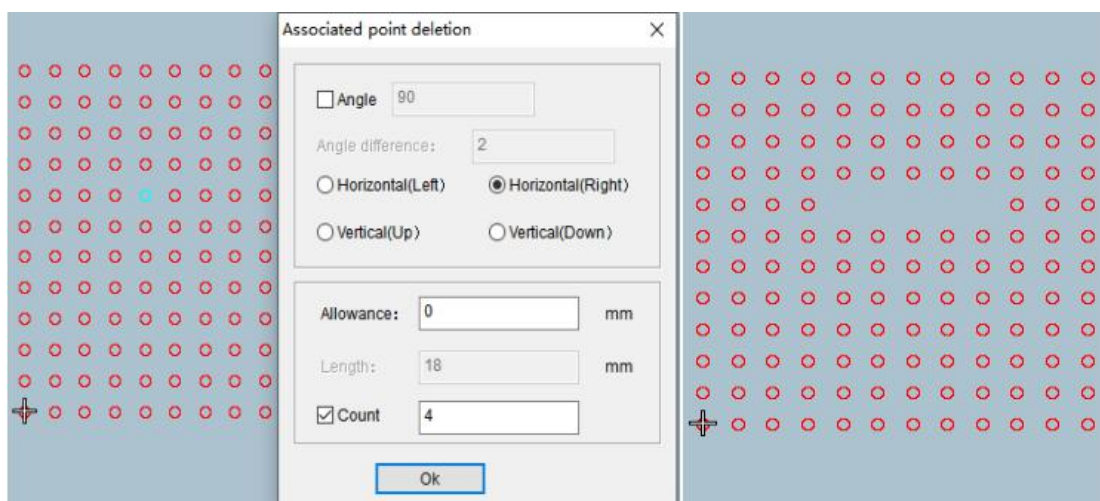 Associated point deletion
Angle 90
Angle difference: 2
Horizontal(Left) Horizontal(Right)
Vertical(Up) Vertical(Down)
Allowance: 0 mm
Length: 18 mm
Count 4
Ok